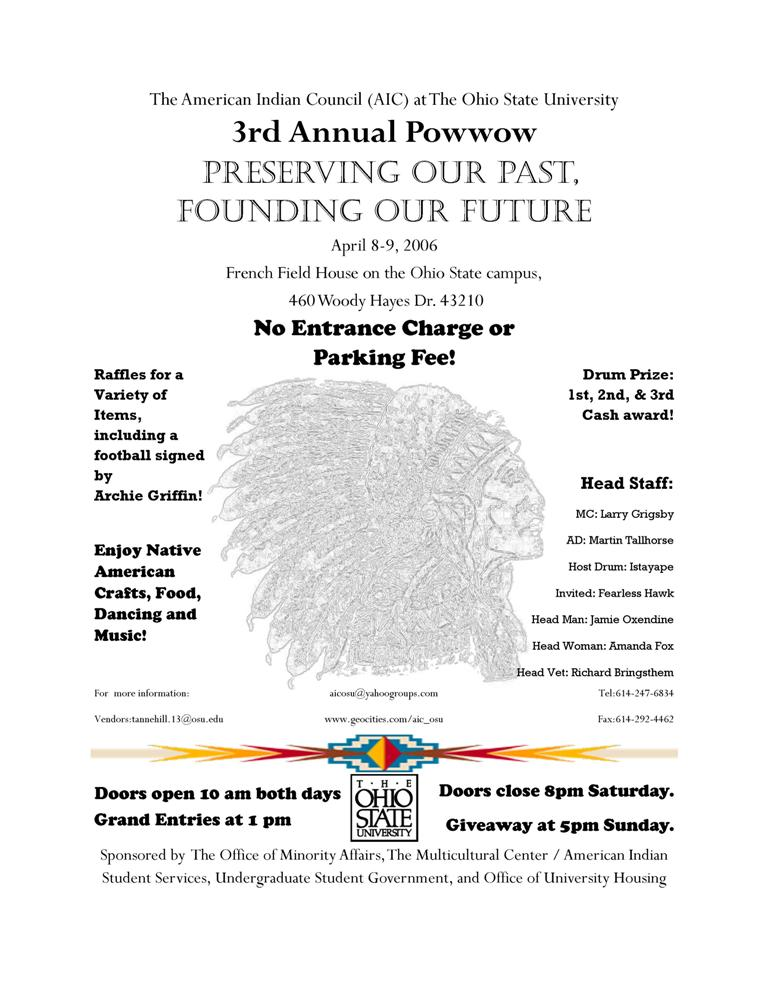 The American Indian Council (AIC) at The Ohio State University
3rd Annual Powwow
PRESERVING OUR PAST,
FOUNDING OUR FUTURE
April 8-9, 2006
French Field House on the Ohio State campus,
460 Woody Hayes Dr. 43210
No Entrance Charge or
Parking Fee!
Raffles for a
Variety of
Items,
including a
football signed
by
Archie Griffin!
Enjoy Native
American
Crafts, Food,
Dancing and
Music!
Drum Prize:
1st, 2nd, & 3rd
Cash award!
Head Staff:
MC: Larry Grigsby
AD: Martin Tallhorse
Host Drum: Istayape
Invited: Fearless Hawk
Head Man: Jamie Oxendine
Head Woman: Amanda Fox
Head Vet: Richard Bringsthem
For more information: aicosu@yahoogroups.com Tel:614-247-6834
Vendors:tannehill.13@osu.edu www.geocities.com/aic_osu Fax:614-292-4462
Doors open 10 am both days
Grand Entries at 1 pm
T · H · E
OHIO
STATE
UNIVERSITY
Doors close 8pm Saturday.
Giveaway at 5pm Sunday.
Sponsored by The Office of Minority Affairs, The Multicultural Center / American Indian
Student Services, Undergraduate Student Government, and Office of University Housing